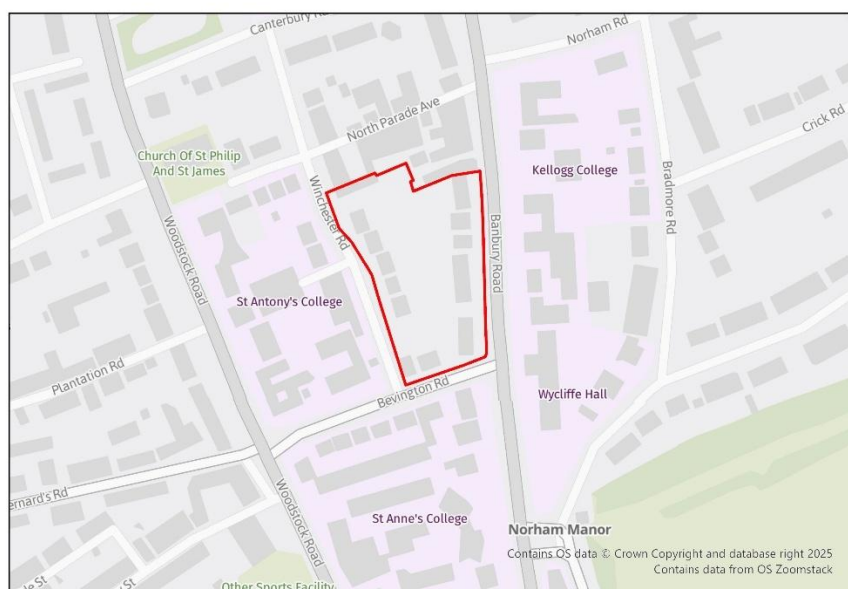 Canterbury Rd
Norham Rd
North Parade Ave
Crick Rd
Church Of St Philip
And St James
Kellogg College
Bradmore Rd
Winchester Rd
Woodstock Road
Banbury Road
St Antony's College
Plantation Rd
Bevington Rd
Wycliffe Hall
ernard's Rd
Woodstock Road
St Anne's College
Norham Manor
Contains OS data © Crown Copyright and database right 2025
Contains data from OS Zoomstack
Other Sports Facility